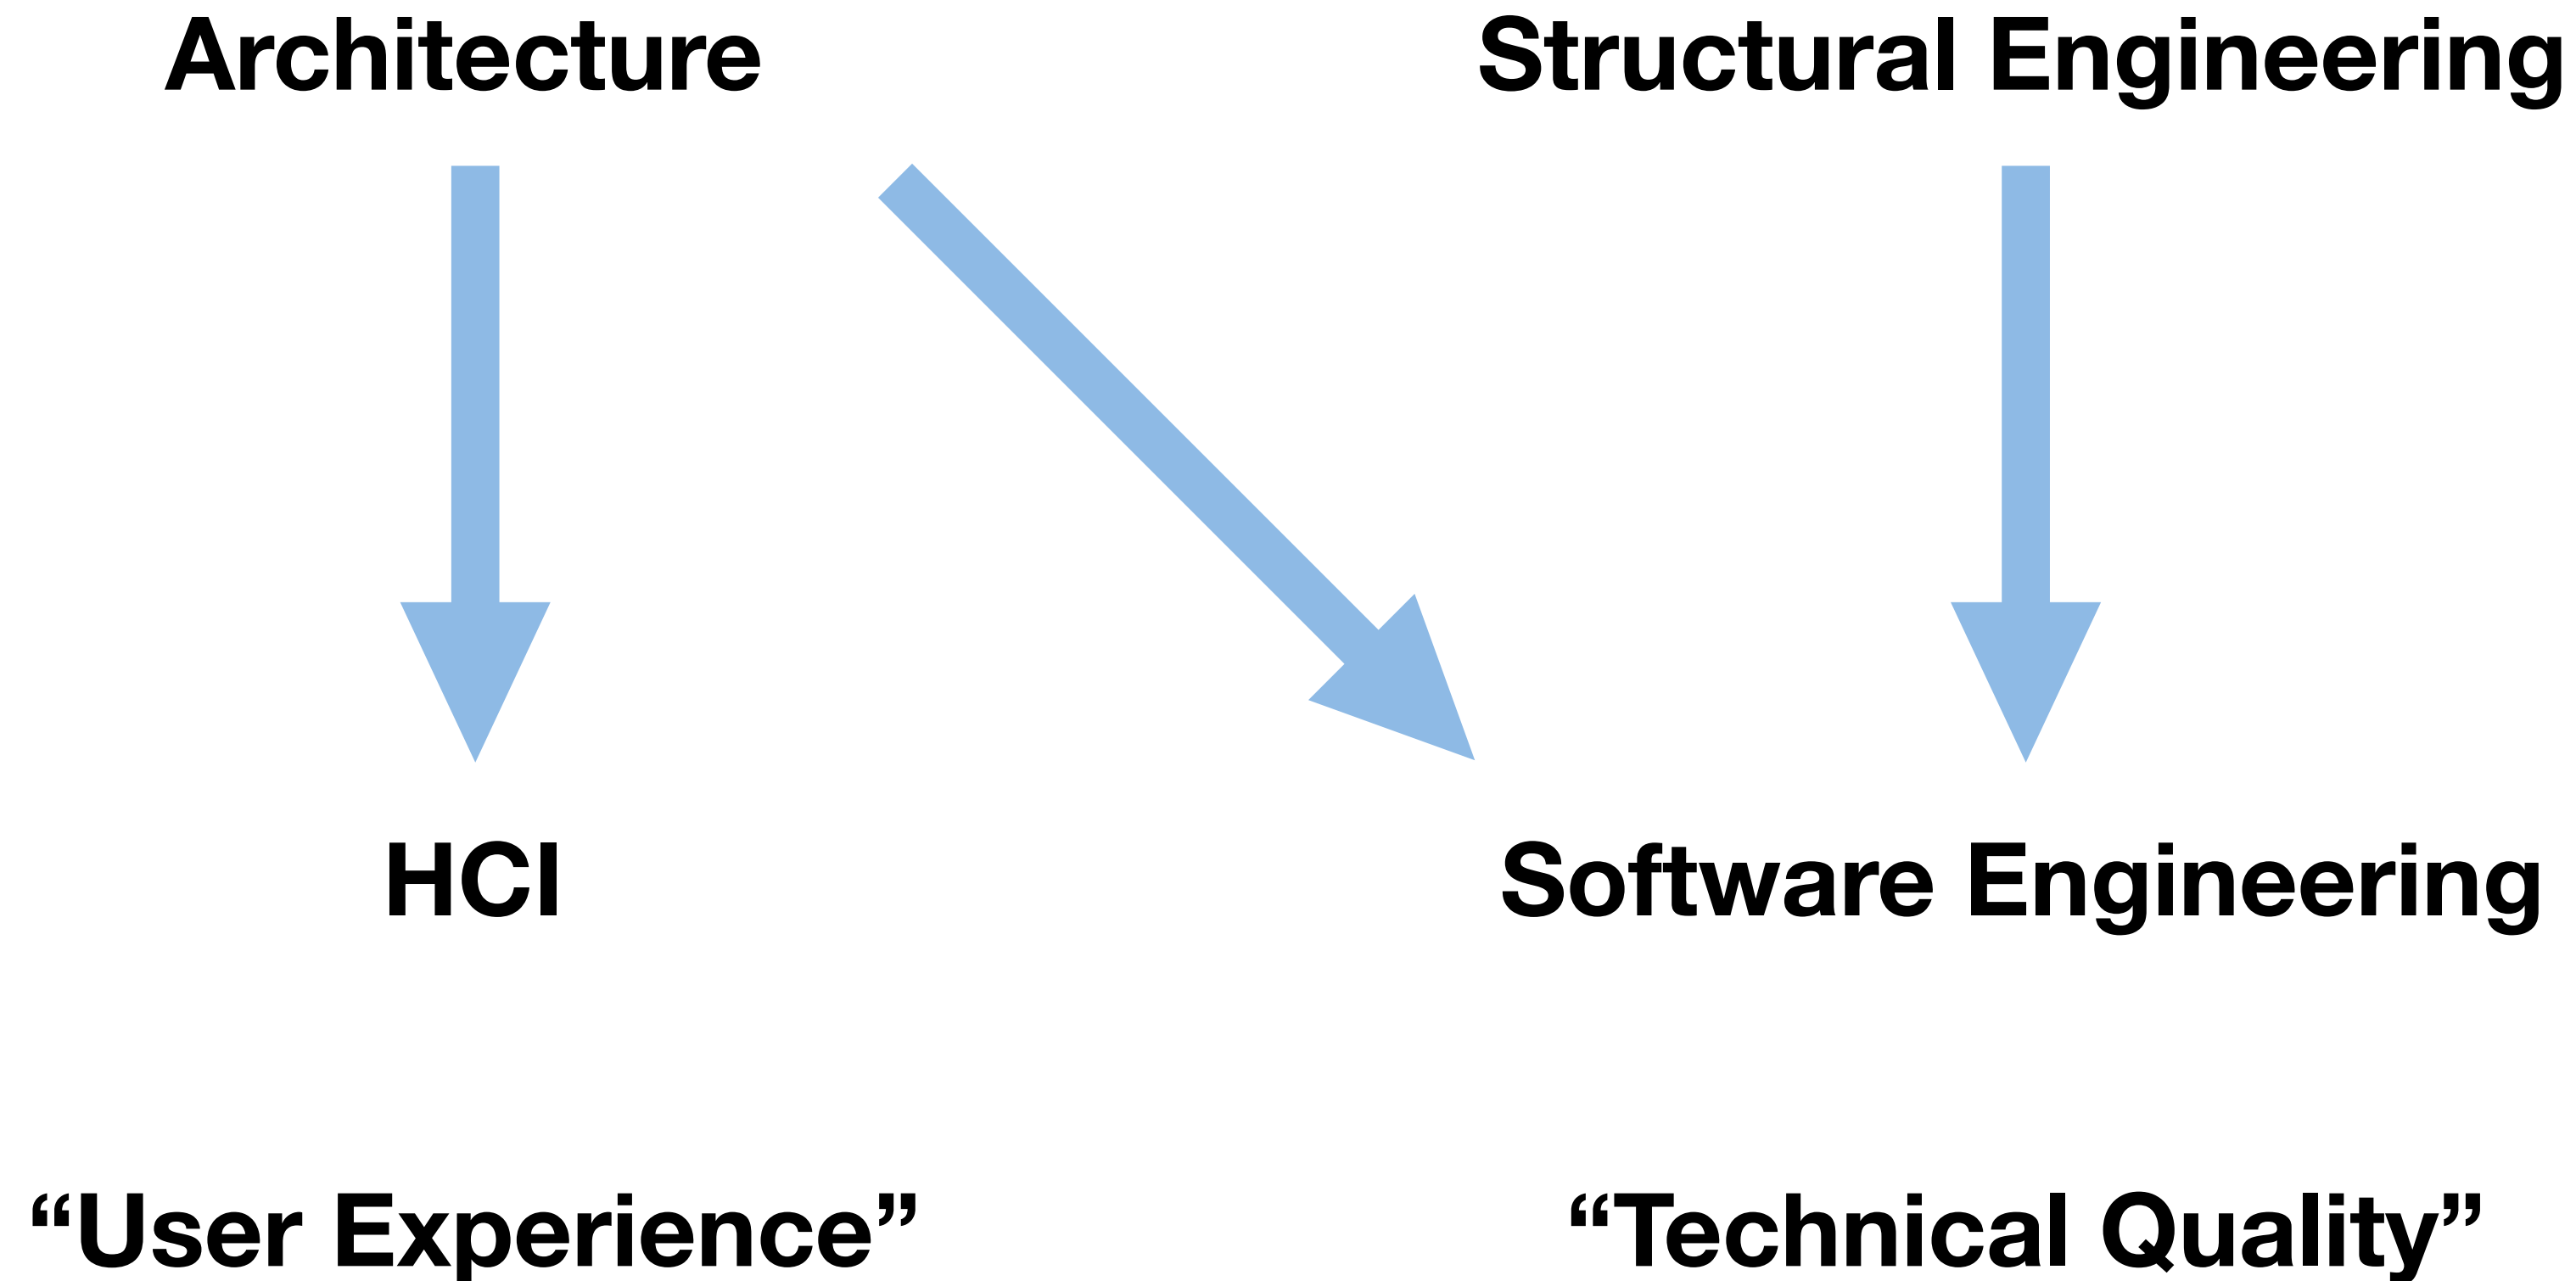 Architecture
Structural Engineering
HCI
Software Engineering
“User Experience”
“Technical Quality”